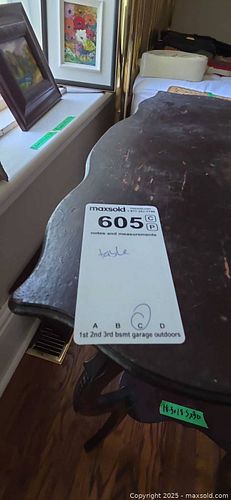 maxsold
605 C P
notes and measurements
table
A B C D
1st 2nd 3rd bsmt garage outdoors
Copyright © 2025 - maxsold.com